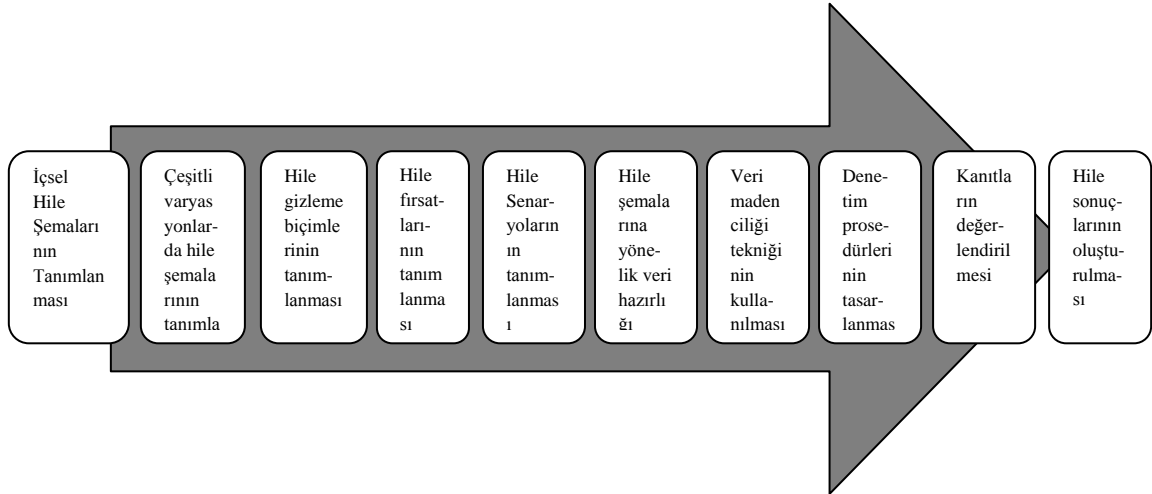 İçsel
Hile
Şemaları
nın
Tanımlan
ması
Çeşitli
varyas
yonlar-
da hile
şemala
rının
tanımla
Hile
gizleme
biçimle
rinin
tanım-
lanması
Hile
fırsat-
ları-
nın
tanım
lanma
sı
Hile
Senar-
yoların
ın
tanım-
lanmas
ı
Hile
şemala
rına
yöne-
lik veri
hazırlı
ğı
Veri
maden
ciliği
tekniği
nin
kulla-
nılması
Dene-
tim
prose-
dürleri
nin
tasar-
lanmas
Kanıtla
rın
değer-
lendiril
mesi
Hile
sonuç-
larının
oluştu-
rulma-
sı